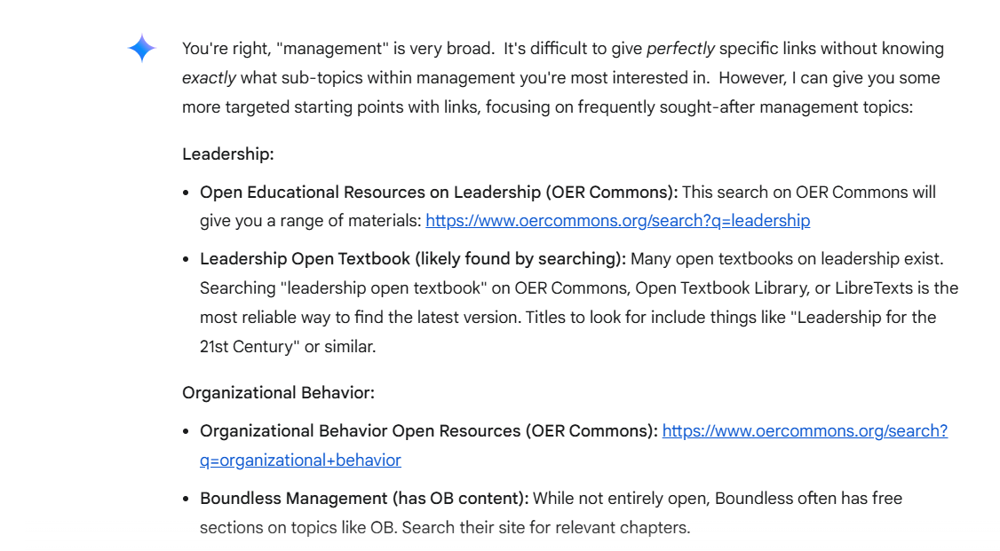 You're right, "management" is very broad.  It's difficult to give perfectly specific links without knowing
exactly what sub-topics within management you're most interested in.  However, I can give you some
more targeted starting points with links, focusing on frequently sought-after management topics:
Leadership:
• Open Educational Resources on Leadership (OER Commons): This search on OER Commons will
give you a range of materials: https://www.oercommons.org/search?q=leadership
• Leadership Open Textbook (likely found by searching): Many open textbooks on leadership exist.
Searching "leadership open textbook" on OER Commons, Open Textbook Library, or LibreTexts is the
most reliable way to find the latest version. Titles to look for include things like "Leadership for the
21st Century" or similar.
Organizational Behavior:
• Organizational Behavior Open Resources (OER Commons): https://www.oercommons.org/search?
q=organizational+behavior
• Boundless Management (has OB content): While not entirely open, Boundless often has free
sections on topics like OB. Search their site for relevant chapters.